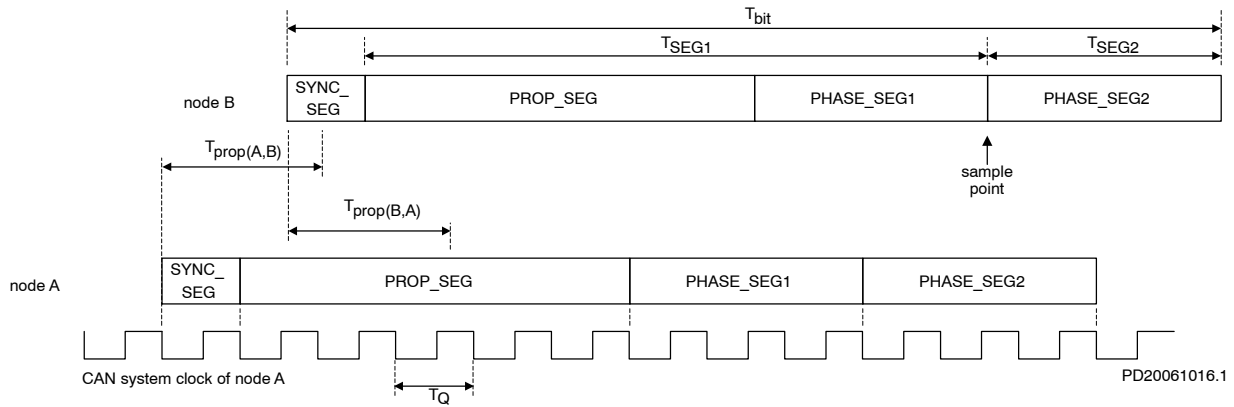 Tbit
TSEG1
TSEG2
node B
SYNC_
SEG
PROP_SEG
PHASE_SEG1
PHASE_SEG2
Tprop(A,B)
sample
point
Tprop(B,A)
node A
SYNC_
SEG
PROP_SEG
PHASE_SEG1
PHASE_SEG2
CAN system clock of node A
TQ
PD20061016.1